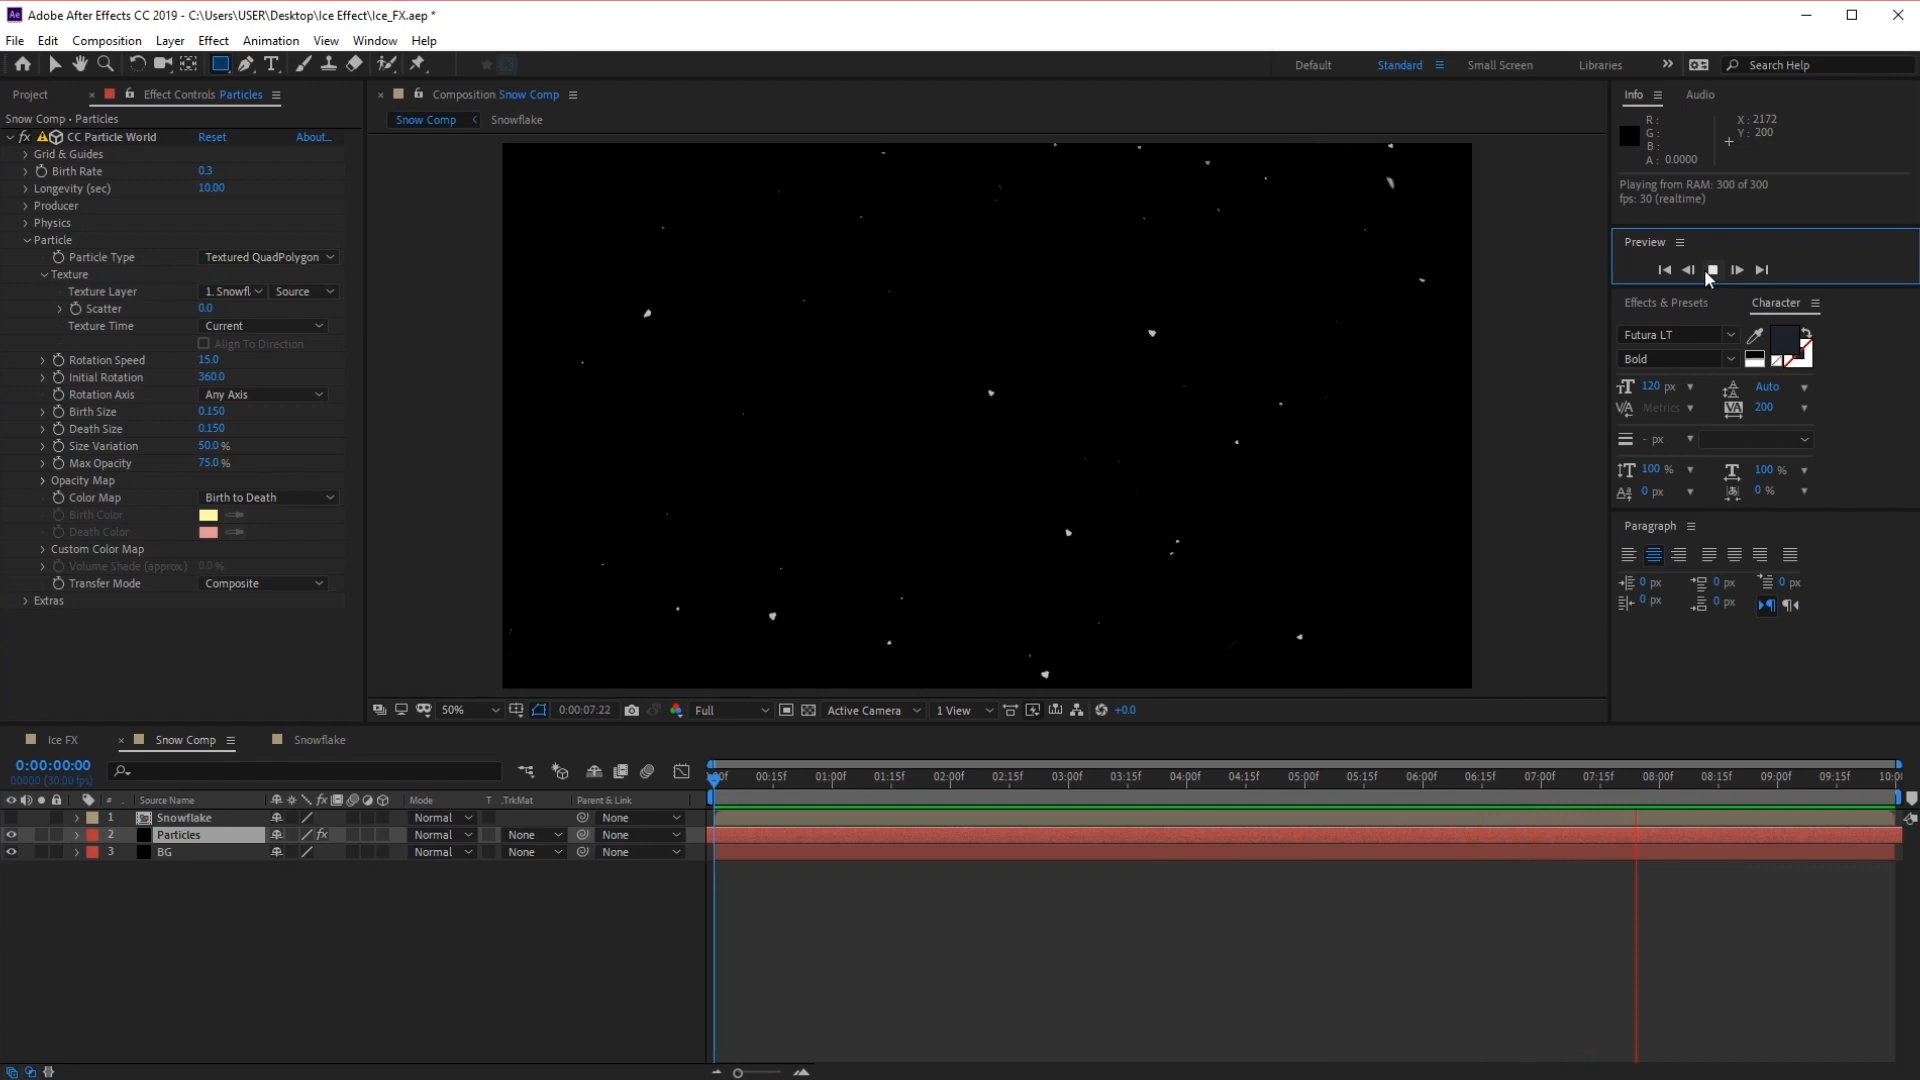 Adobe After Effects CC 2019 - C:\Users\USER\Desktop\Ice Effect\Ice_FX.aep *
File Edit Composition Layer Effect Animation View Window Help
Default Standard Small Screen Libraries Search Help
Project Effect Controls Particles
Composition Snow Comp
Info Audio
Snow Comp - Particles
Snow Comp Snowflake
R :
G :
B :
A : 0.0000
X : 2172
Y : 200
fx CC Particle World Reset About...
Grid & Guides
Birth Rate 0.3
Longevity (sec) 10.00
Producer
Physics
Particle
Particle Type Textured QuadPolygon
Texture
Texture Layer 1. Snowfl Source
Scatter 0.0
Texture Time Current
Align To Direction
Rotation Speed 15.0
Initial Rotation 360.0
Rotation Axis Any Axis
Birth Size 0.150
Death Size 0.150
Size Variation 50.0 %
Max Opacity 75.0 %
Opacity Map
Color Map Birth to Death
Birth Color
Death Color
Custom Color Map
Volume Shade (approx.) 0.0 %
Transfer Mode Composite
Extras
Playing from RAM: 300 of 300
fps: 30 (realtime)
Preview
Effects & Presets Character
Futura LT
Bold
120 px Auto
Metrics 200
- px
100 % 100 %
0 px 0 %
Paragraph
0 px 0 px 0 px
0 px 0 px
50% 0:00:07:22 Full Active Camera 1 View +0.0
Ice FX Snow Comp Snowflake
0:00:00:00
00000 (30.00 fps)
00f 00:15f 01:00f 01:15f 02:00f 02:15f 03:00f 03:15f 04:00f 04:15f 05:00f 05:15f 06:00f 06:15f 07:00f 07:15f 08:00f 08:15f 09:00f 09:15f 10:0
# Source Name fx Mode T .TrkMat Parent & Link
1 Snowflake Normal None
2 Particles fx Normal None None
3 BG Normal None None